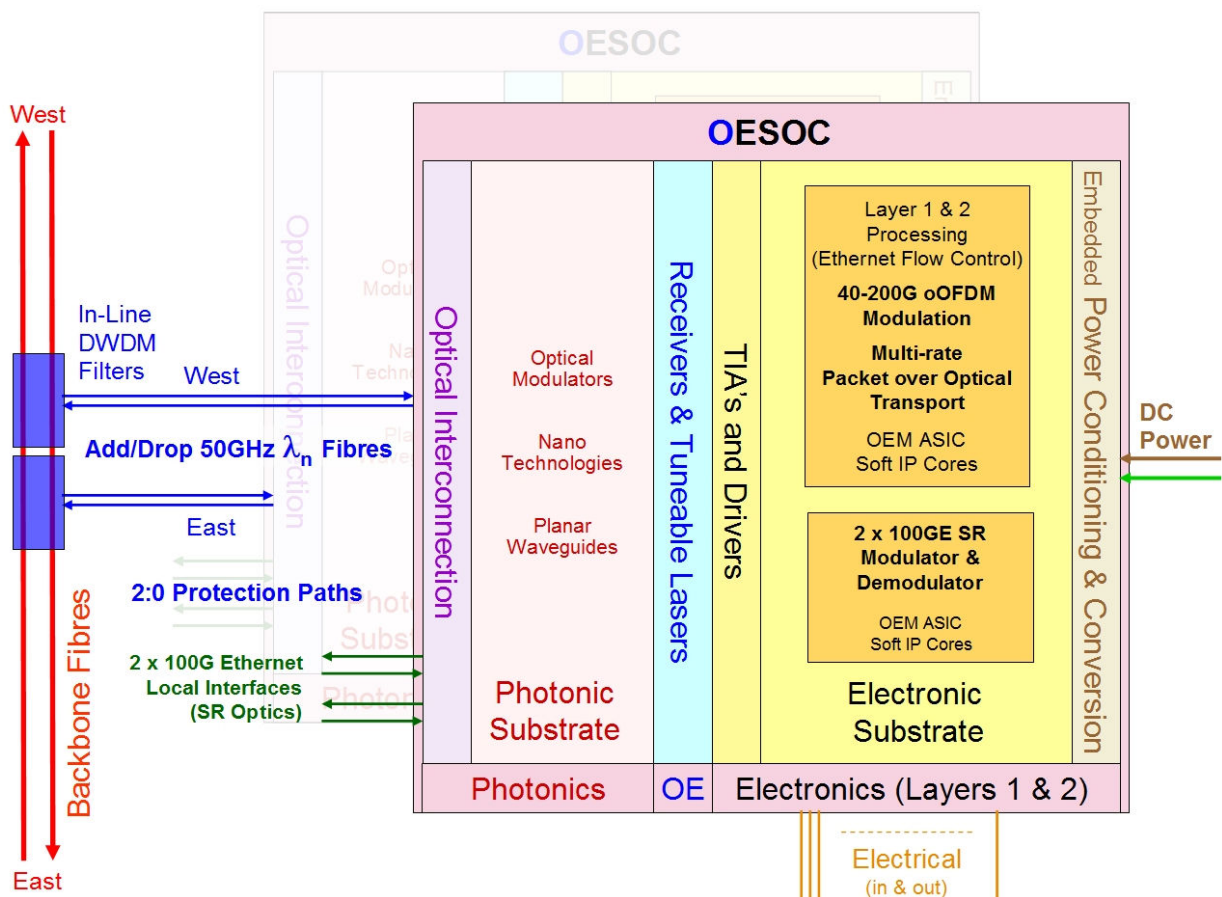 OESOC
En
West
OESOC
Optical Interconnection
Optical Interconnection
Receivers & Tuneable Lasers
TIA's and Drivers
Embedded Power Conditioning & Conversion
Layer 1 & 2
Processing
(Ethernet Flow Control)
40-200G oOFDM
Modulation
Multi-rate
Packet over Optical
Transport
OEM ASIC
Soft IP Cores
In-Line
DWDM
Filters
West
Optical
Modulators
Nano
Technologies
Planar
Waveguides
Add/Drop 50GHz λn Fibres
East
DC
Power
2 x 100GE SR
Modulator &
Demodulator
OEM ASIC
Soft IP Cores
2:0 Protection Paths
2 x 100G Ethernet
Local Interfaces
(SR Optics)
Backbone Fibres
Substrate
Photonic
Substrate
Electronic
Substrate
Photonics
OE
Electronics (Layers 1 & 2)
East
Electrical
(in & out)